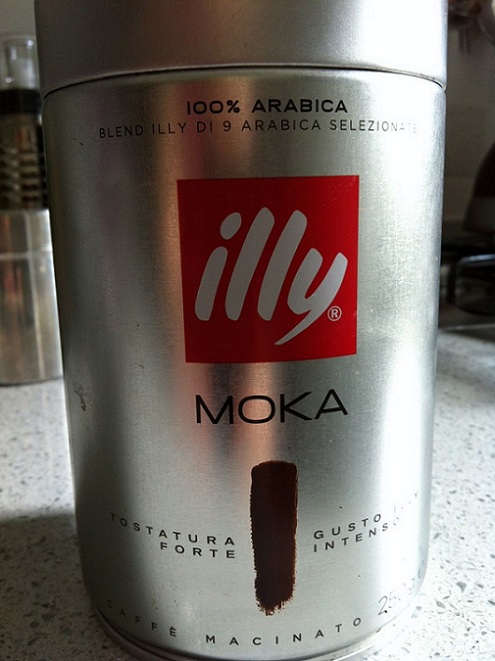 100% ARABICA
BLEND ILLY DI 9 ARABICA SELEZIONATE
illy®
MOKA
TOSTATURA
FORTE
GUSTO
INTENSO
CAFFÈ MACINATO